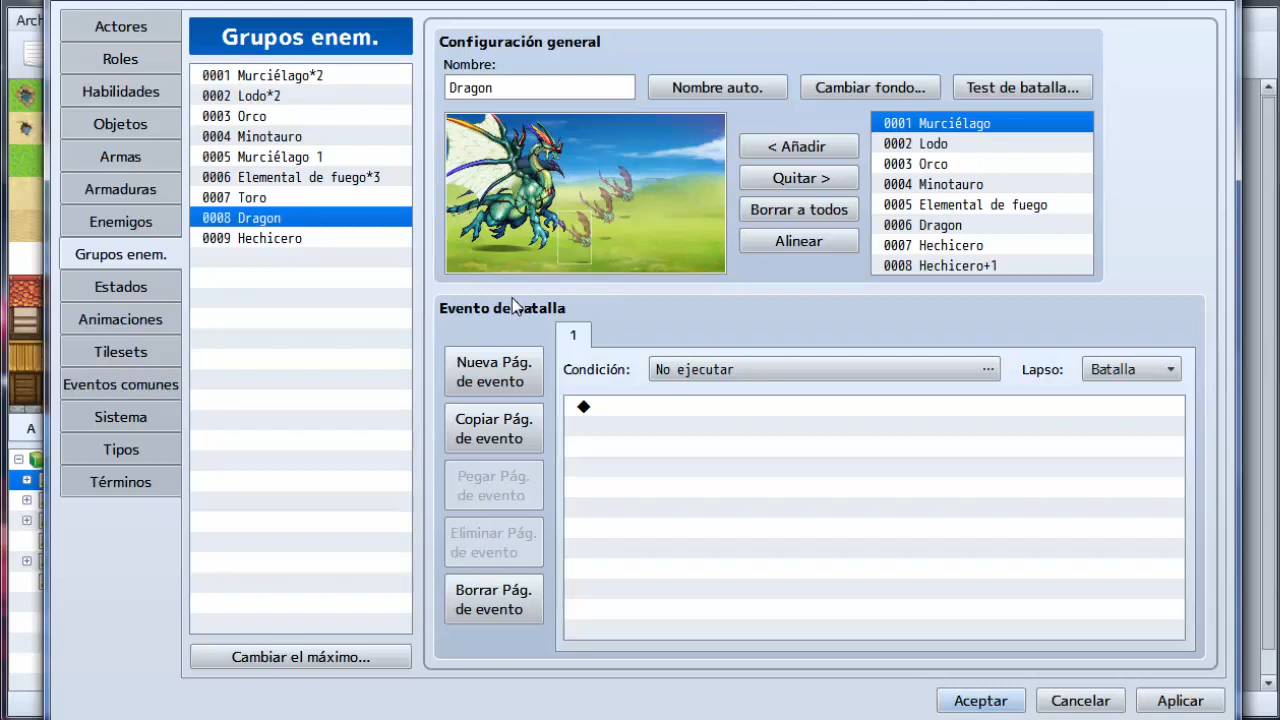 Arch
Actores
Roles
Habilidades
Objetos
Armas
Armaduras
Enemigos
Grupos enem.
Estados
Animaciones
Tilesets
Eventos comunes
Sistema
Tipos
Términos
A
Grupos enem.
0001 Murciélago*2
0002 Lodo*2
0003 Orco
0004 Minotauro
0005 Murciélago 1
0006 Elemental de fuego*3
0007 Toro
0008 Dragon
0009 Hechicero
Cambiar el máximo...
Configuración general
Nombre:
Dragon
Nombre auto.
Cambiar fondo...
Test de batalla...
< Añadir
Quitar >
Borrar a todos
Alinear
0001 Murciélago
0002 Lodo
0003 Orco
0004 Minotauro
0005 Elemental de fuego
0006 Dragon
0007 Hechicero
0008 Hechicero+1
Evento de batalla
1
Nueva Pág.
de evento
Copiar Pág.
de evento
Pegar Pág.
de evento
Eliminar Pág.
de evento
Borrar Pág.
de evento
Condición:
No ejecutar
...
Lapso:
Batalla
◆
Aceptar
Cancelar
Aplicar